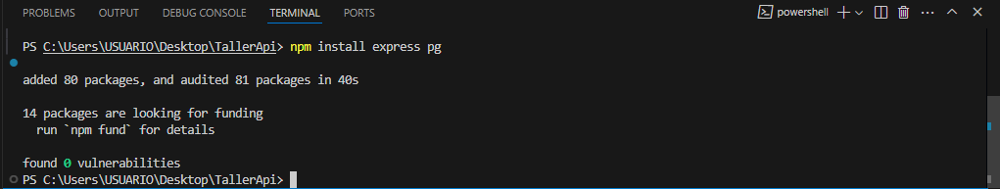 PROBLEMS OUTPUT DEBUG CONSOLE TERMINAL PORTS powershell
PS C:\Users\USUARIO\Desktop\TallerApi> npm install express pg
added 80 packages, and audited 81 packages in 40s
14 packages are looking for funding
run `npm fund` for details
found 0 vulnerabilities
PS C:\Users\USUARIO\Desktop\TallerApi>